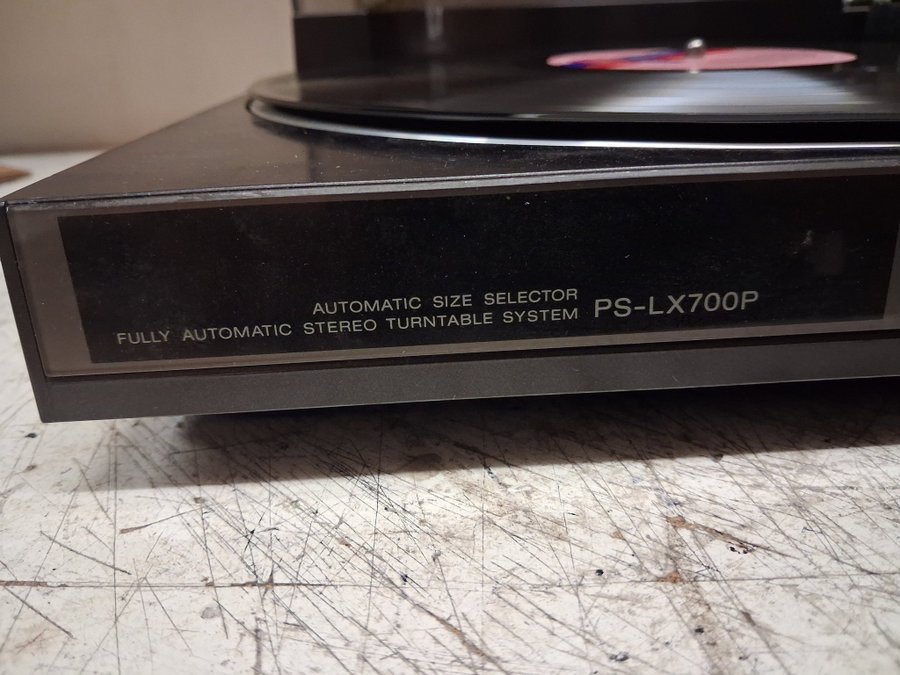 AUTOMATIC SIZE SELECTOR
FULLY AUTOMATIC STEREO TURNTABLE SYSTEM PS-LX700P